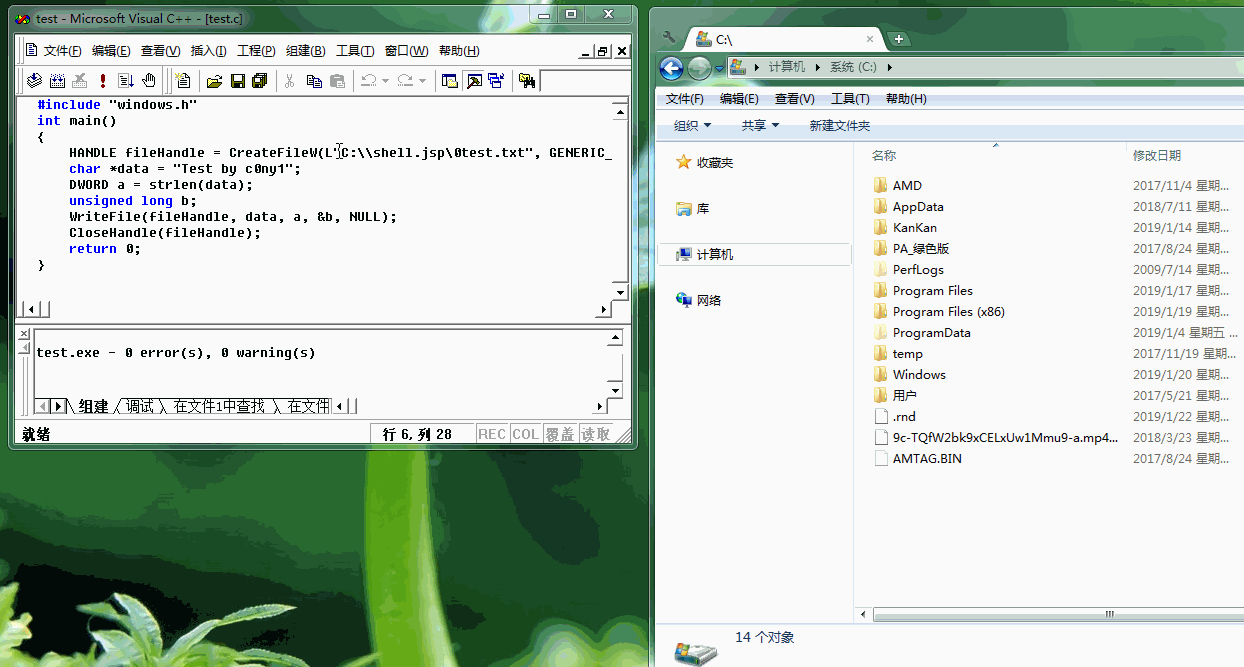 test - Microsoft Visual C++ - [test.c]
文件(F) 编辑(E) 查看(V) 插入(I) 工程(P) 组建(B) 工具(T) 窗口(W) 帮助(H)
#include "windows.h"
int main()
{
HANDLE fileHandle = CreateFileW(L"C:\\shell.jsp\0test.txt", GENERIC_
char *data = "Test by c0ny1";
DWORD a = strlen(data);
unsigned long b;
WriteFile(fileHandle, data, a, &b, NULL);
CloseHandle(fileHandle);
return 0;
}
test.exe - 0 error(s), 0 warning(s)
组建 调试 在文件1中查找 在文件
就绪 行 6, 列 28 REC COL 覆盖 读取
C:\
计算机 系统 (C:)
文件(F) 编辑(E) 查看(V) 工具(T) 帮助(H)
组织 共享 新建文件夹
收藏夹
库
计算机
网络
名称 修改日期
AMD 2017/11/4 星期...
AppData 2018/7/11 星期...
KanKan 2019/1/14 星期...
PA_绿色版 2017/8/24 星期...
PerfLogs 2009/7/14 星期...
Program Files 2019/1/17 星期...
Program Files (x86) 2019/1/19 星期...
ProgramData 2019/1/4 星期五 ...
temp 2017/11/19 星期...
Windows 2019/1/20 星期...
用户 2017/5/21 星期...
.rnd 2019/1/22 星期...
9c-TQfW2bk9xCELxUw1Mmu9-a.mp4... 2018/3/23 星期...
AMTAG.BIN 2017/8/24 星期...
14 个对象